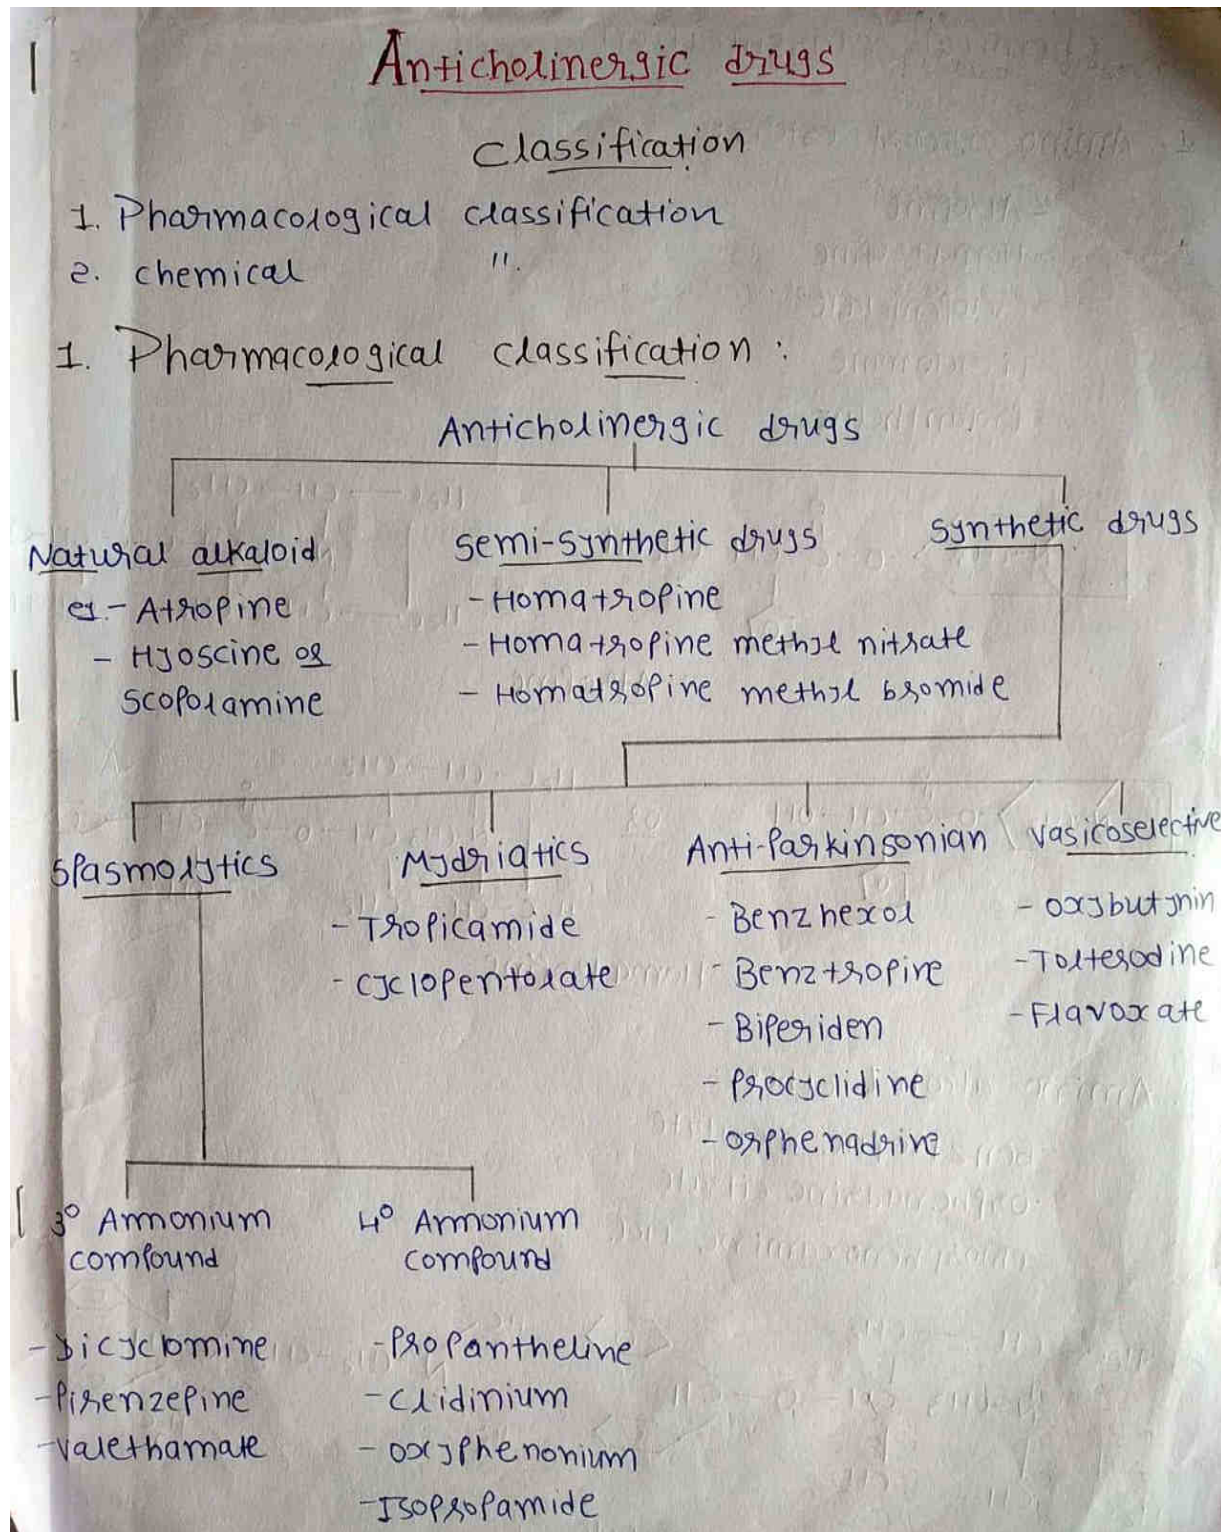 Anticholinergic drugs
Classification
1. Pharmacological classification
2. chemical "
1. Pharmacological classification :
Anticholinergic drugs
Natural alkaloid
eg - Atropine
- Hyoscine or
Scopolamine
Semi-synthetic drugs
- Homatropine
- Homatropine methyl nitrate
- Homatropine methyl bromide
Synthetic drugs
Spasmolytics
Mydriatics
- Tropicamide
- Cyclopentolate
Anti-Parkinsonian
- Benzhexol
- Benztropine
- Biperiden
- Procyclidine
- Orphenadrine
Vasicoselective
- Oxybutynin
- Tolterodine
- Flavoxate
3° Ammonium
compound
- Dicyclomine
- Pirenzepine
- Valethamate
4° Ammonium
compound
- Propantheline
- Clidinium
- Oxyphenonium
- Isopropamide